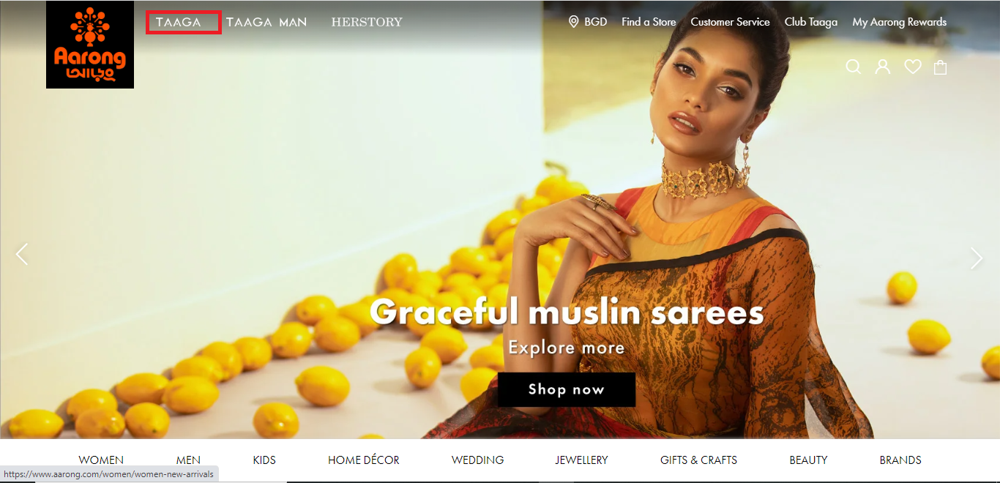 Aarong
আড়ং
TAAGA
TAAGA MAN
HERSTORY
BGD
Find a Store
Customer Service
Club Taaga
My Aarong Rewards
Graceful muslin sarees
Explore more
Shop now
WOMEN
MEN
KIDS
HOME DÉCOR
WEDDING
JEWELLERY
GIFTS & CRAFTS
BEAUTY
BRANDS
https://www.aarong.com/women/women-new-arrivals